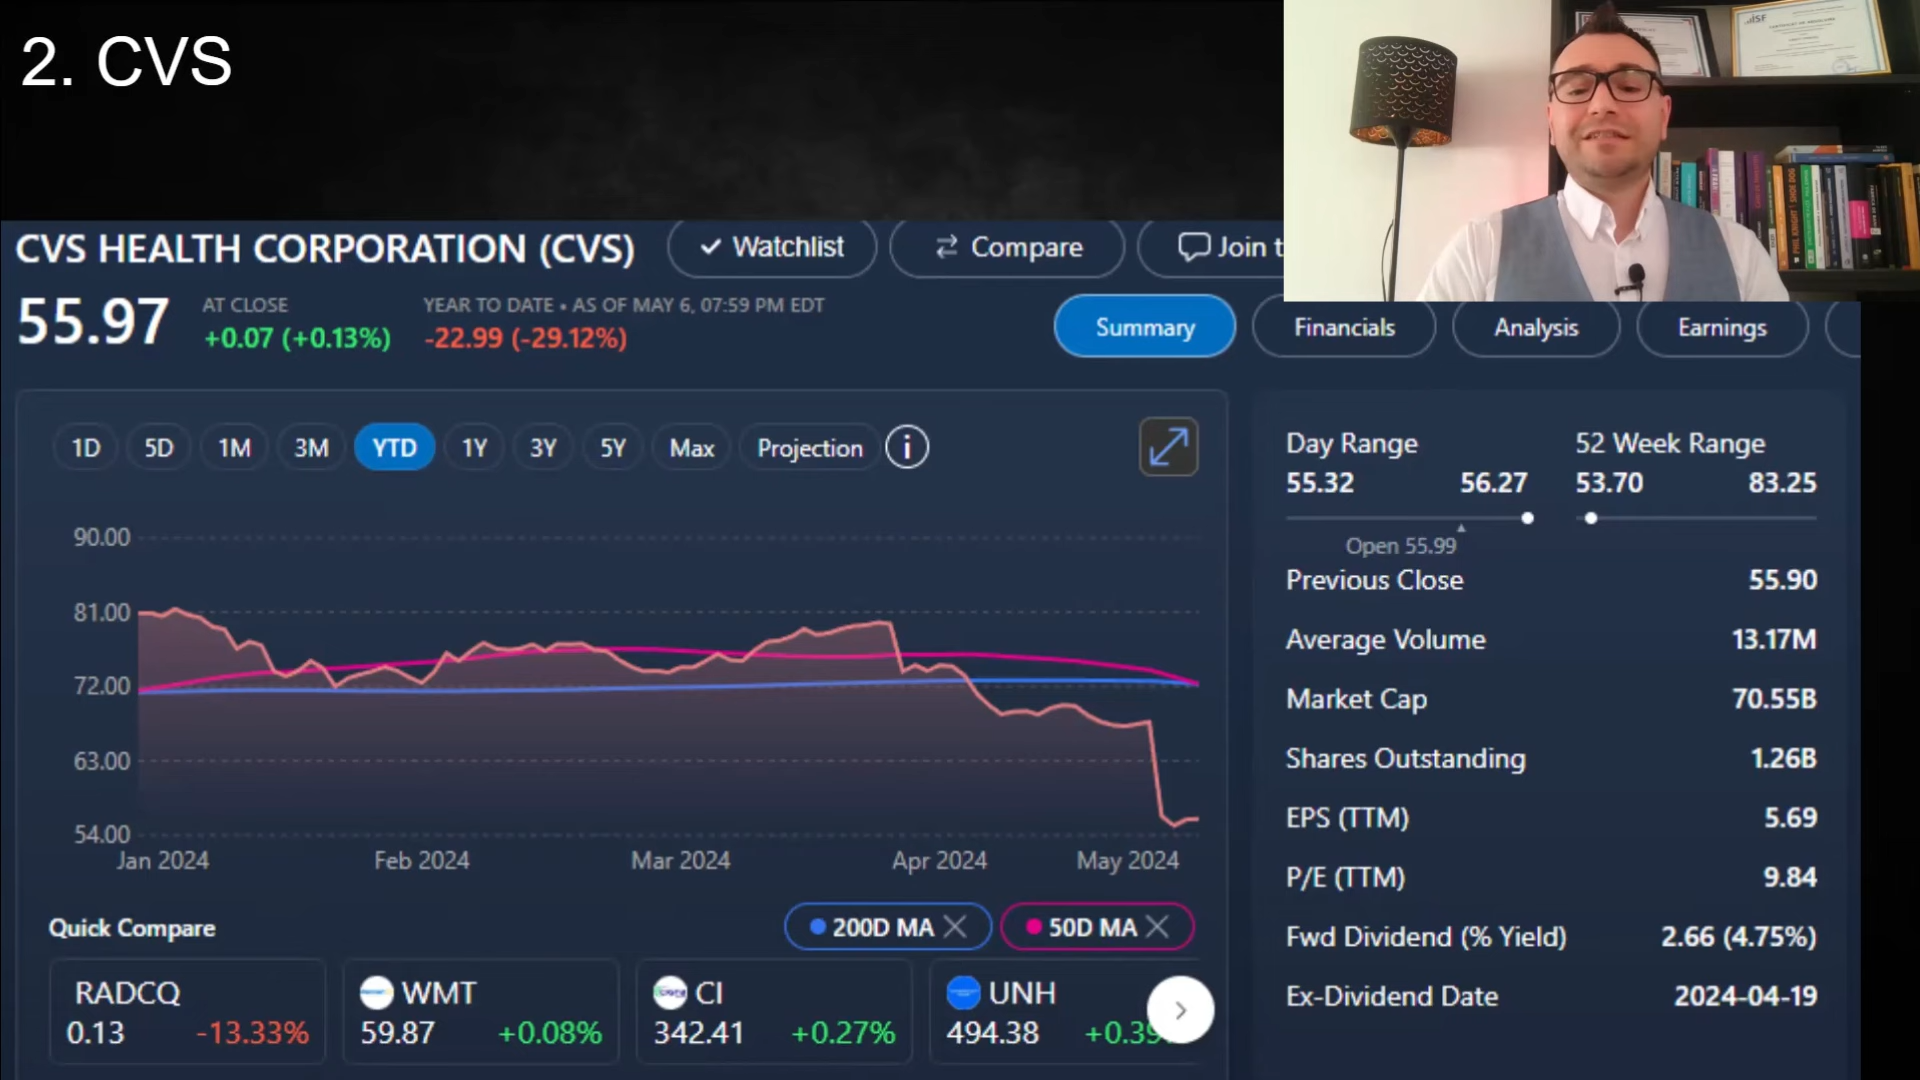 2. CVS
CVS HEALTH CORPORATION (CVS)
Watchlist
Compare
Join t
55.97
AT CLOSE
+0.07 (+0.13%)
YEAR TO DATE • AS OF MAY 6, 07:59 PM EDT
-22.99 (-29.12%)
Summary
Financials
Analysis
Earnings
1D 5D 1M 3M YTD 1Y 3Y 5Y Max Projection i
90.00
81.00
72.00
63.00
54.00
Jan 2024 Feb 2024 Mar 2024 Apr 2024 May 2024
Quick Compare
200D MA
50D MA
RADCQ
0.13 -13.33%
WMT
59.87 +0.08%
CI
342.41 +0.27%
UNH
494.38 +0.39
Day Range
55.32 56.27
Open 55.99
52 Week Range
53.70 83.25
Previous Close 55.90
Average Volume 13.17M
Market Cap 70.55B
Shares Outstanding 1.26B
EPS (TTM) 5.69
P/E (TTM) 9.84
Fwd Dividend (% Yield) 2.66 (4.75%)
Ex-Dividend Date 2024-04-19
ISF
PHIL KNIGHT SHOE DOG